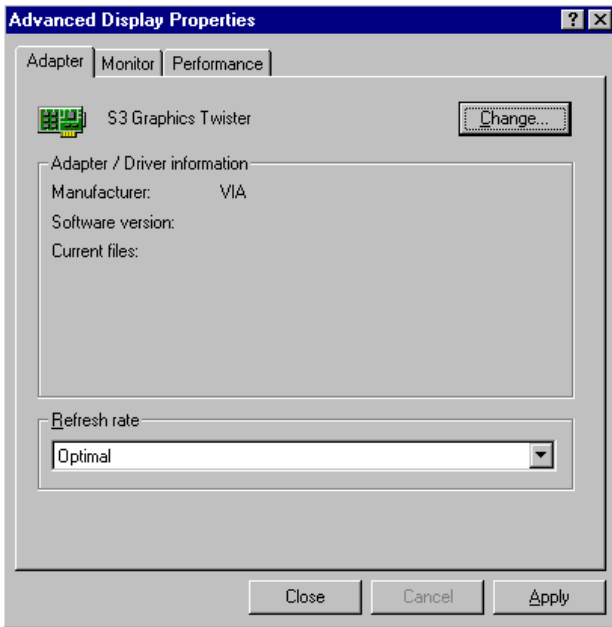 Advanced Display Properties
Adapter Monitor Performance
S3 Graphics Twister Change...
Adapter / Driver information
Manufacturer: VIA
Software version:
Current files:
Refresh rate
Optimal
Close Cancel Apply